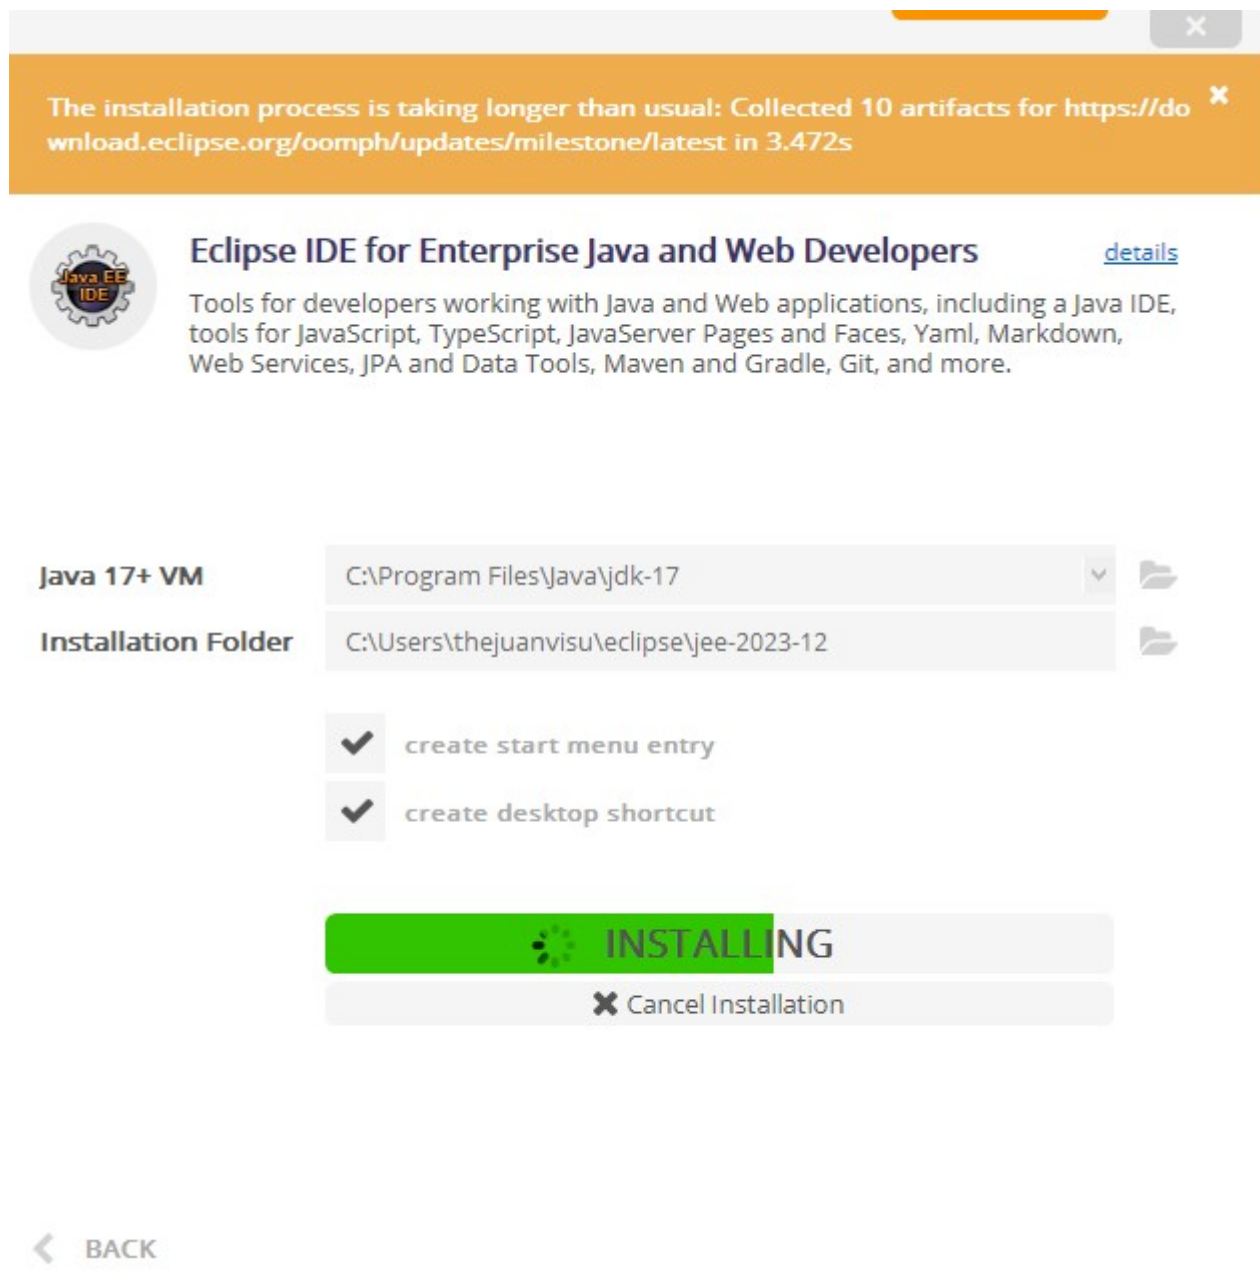 The installation process is taking longer than usual: Collected 10 artifacts for https://do
wnload.eclipse.org/oomph/updates/milestone/latest in 3.472s
Java EE
IDE
Eclipse IDE for Enterprise Java and Web Developers
details
Tools for developers working with Java and Web applications, including a Java IDE,
tools for JavaScript, TypeScript, JavaServer Pages and Faces, Yaml, Markdown,
Web Services, JPA and Data Tools, Maven and Gradle, Git, and more.
Java 17+ VM
C:\Program Files\Java\jdk-17
Installation Folder
C:\Users\thejuanvisu\eclipse\jee-2023-12
create start menu entry
create desktop shortcut
INSTALLING
Cancel Installation
BACK